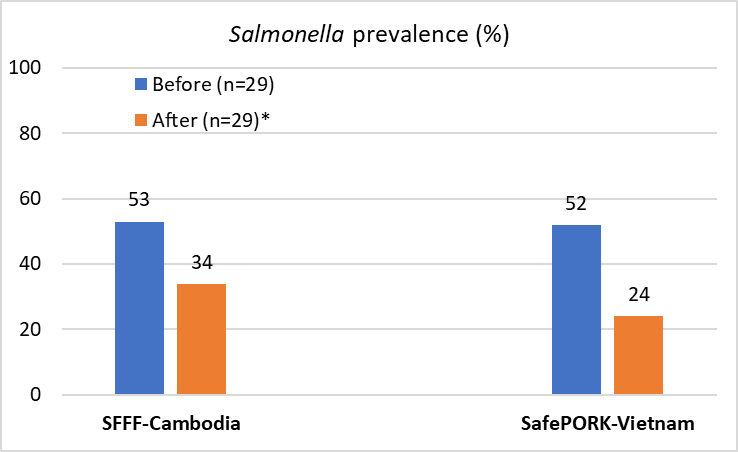 Salmonella prevalence (%)
100
Before (n=29)
After (n=29)*
80
60
53
52
40
34
24
20
0
SFFF-Cambodia
SafePORK-Vietnam